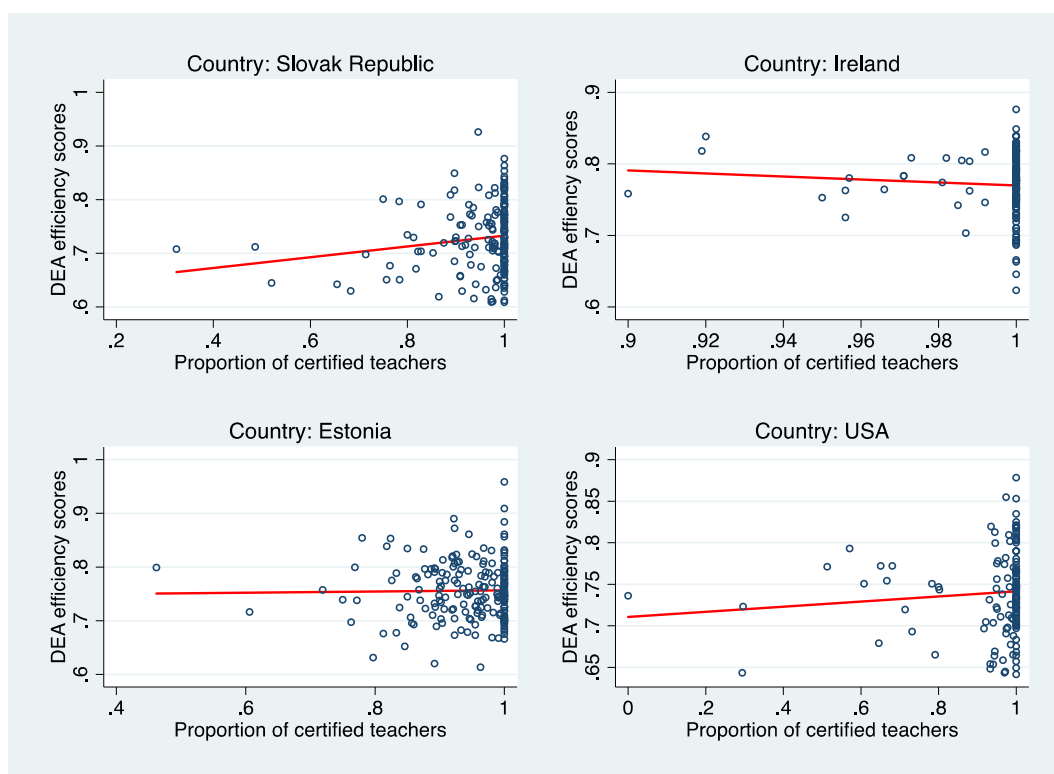 Country: Slovak Republic
DEA efficiency scores
1
.9
.8
.7
.6
.2 .4 .6 .8 1
Proportion of certified teachers
Country: Ireland
DEA effiency scores
.9
.8
.7
.6
.9 .92 .94 .96 .98 1
Proportion of certified teachers
Country: Estonia
DEA efficiency scores
1
.9
.8
.7
.6
.4 .6 .8 1
Proportion of certified teachers
Country: USA
DEA efficiency scores
.9
.85
.8
.75
.7
.65
0 .2 .4 .6 .8 1
Proportion of certified teachers